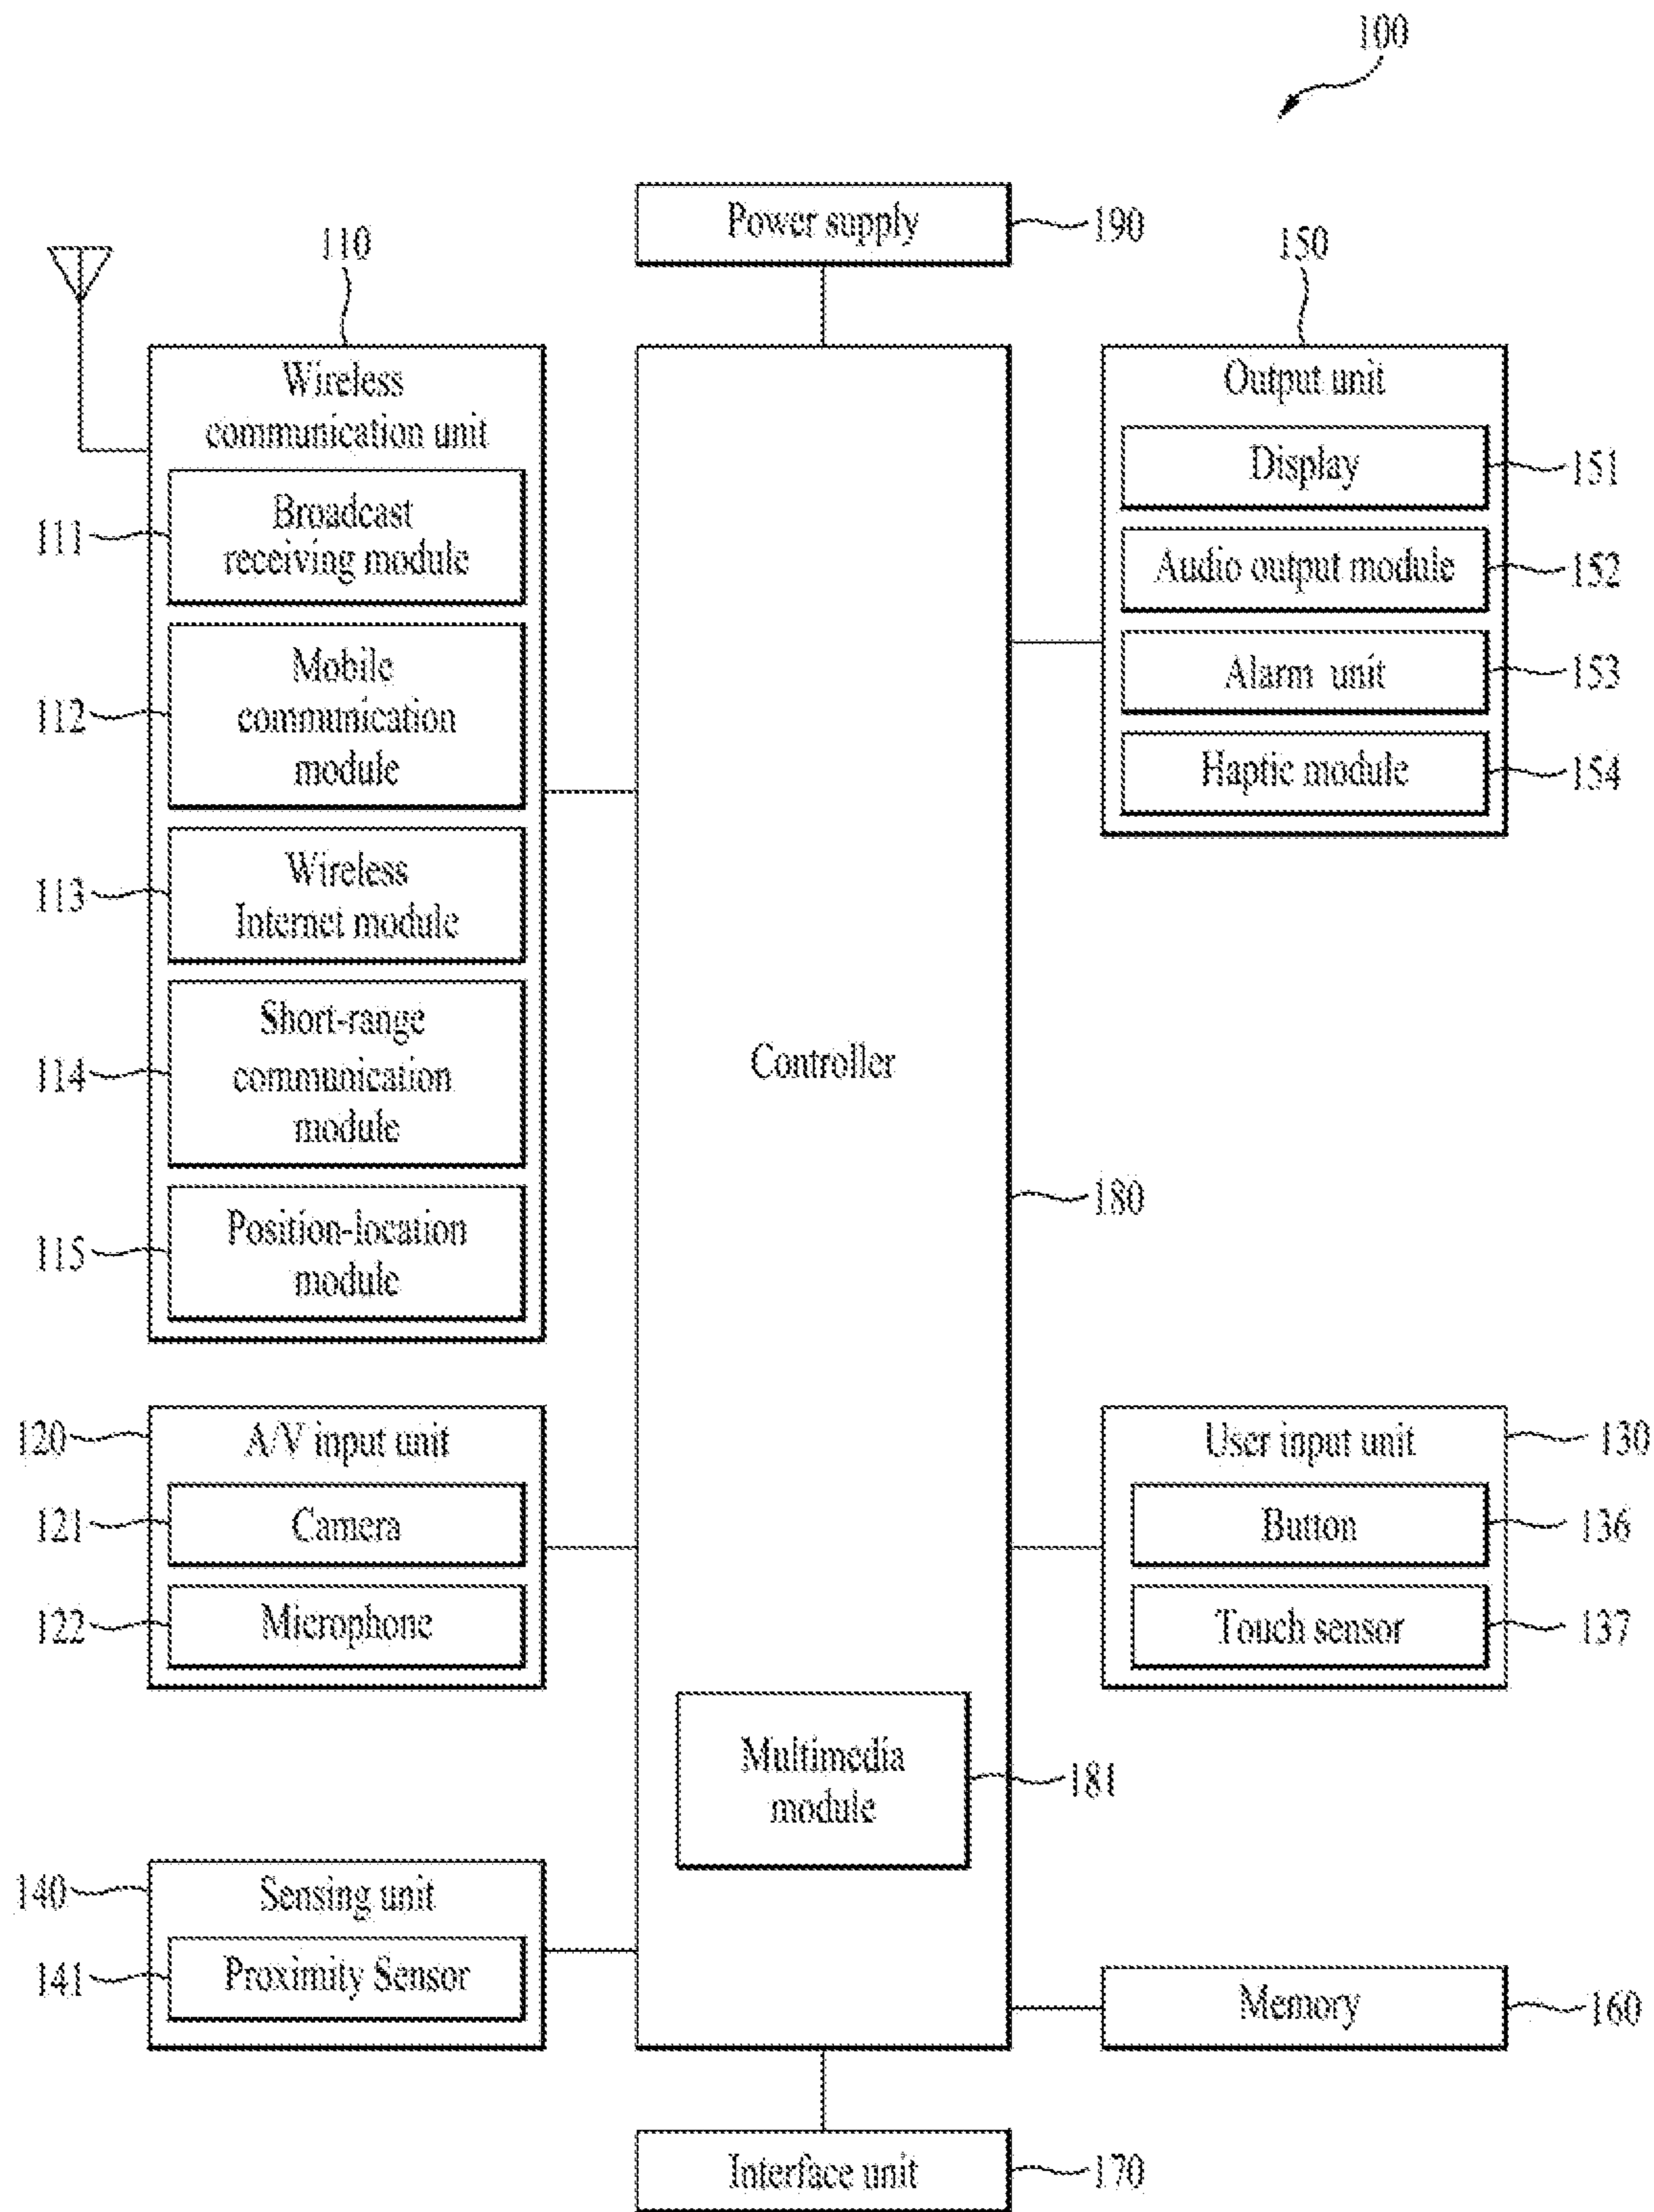 100
Power supply
190
110
150
Wireless
communication unit
Broadcast
receiving module
111
Mobile
communication
module
112
Wireless
Internet module
113
Short-range
communication
module
114
Position-location
module
115
Output unit
Display
151
Audio output module
152
Alarm unit
153
Haptic module
154
Controller
180
120
A/V input unit
121
Camera
122
Microphone
User input unit
130
Button
136
Touch sensor
137
Multimedia
module
181
140
Sensing unit
141
Proximity Sensor
Memory
160
Interface unit
170